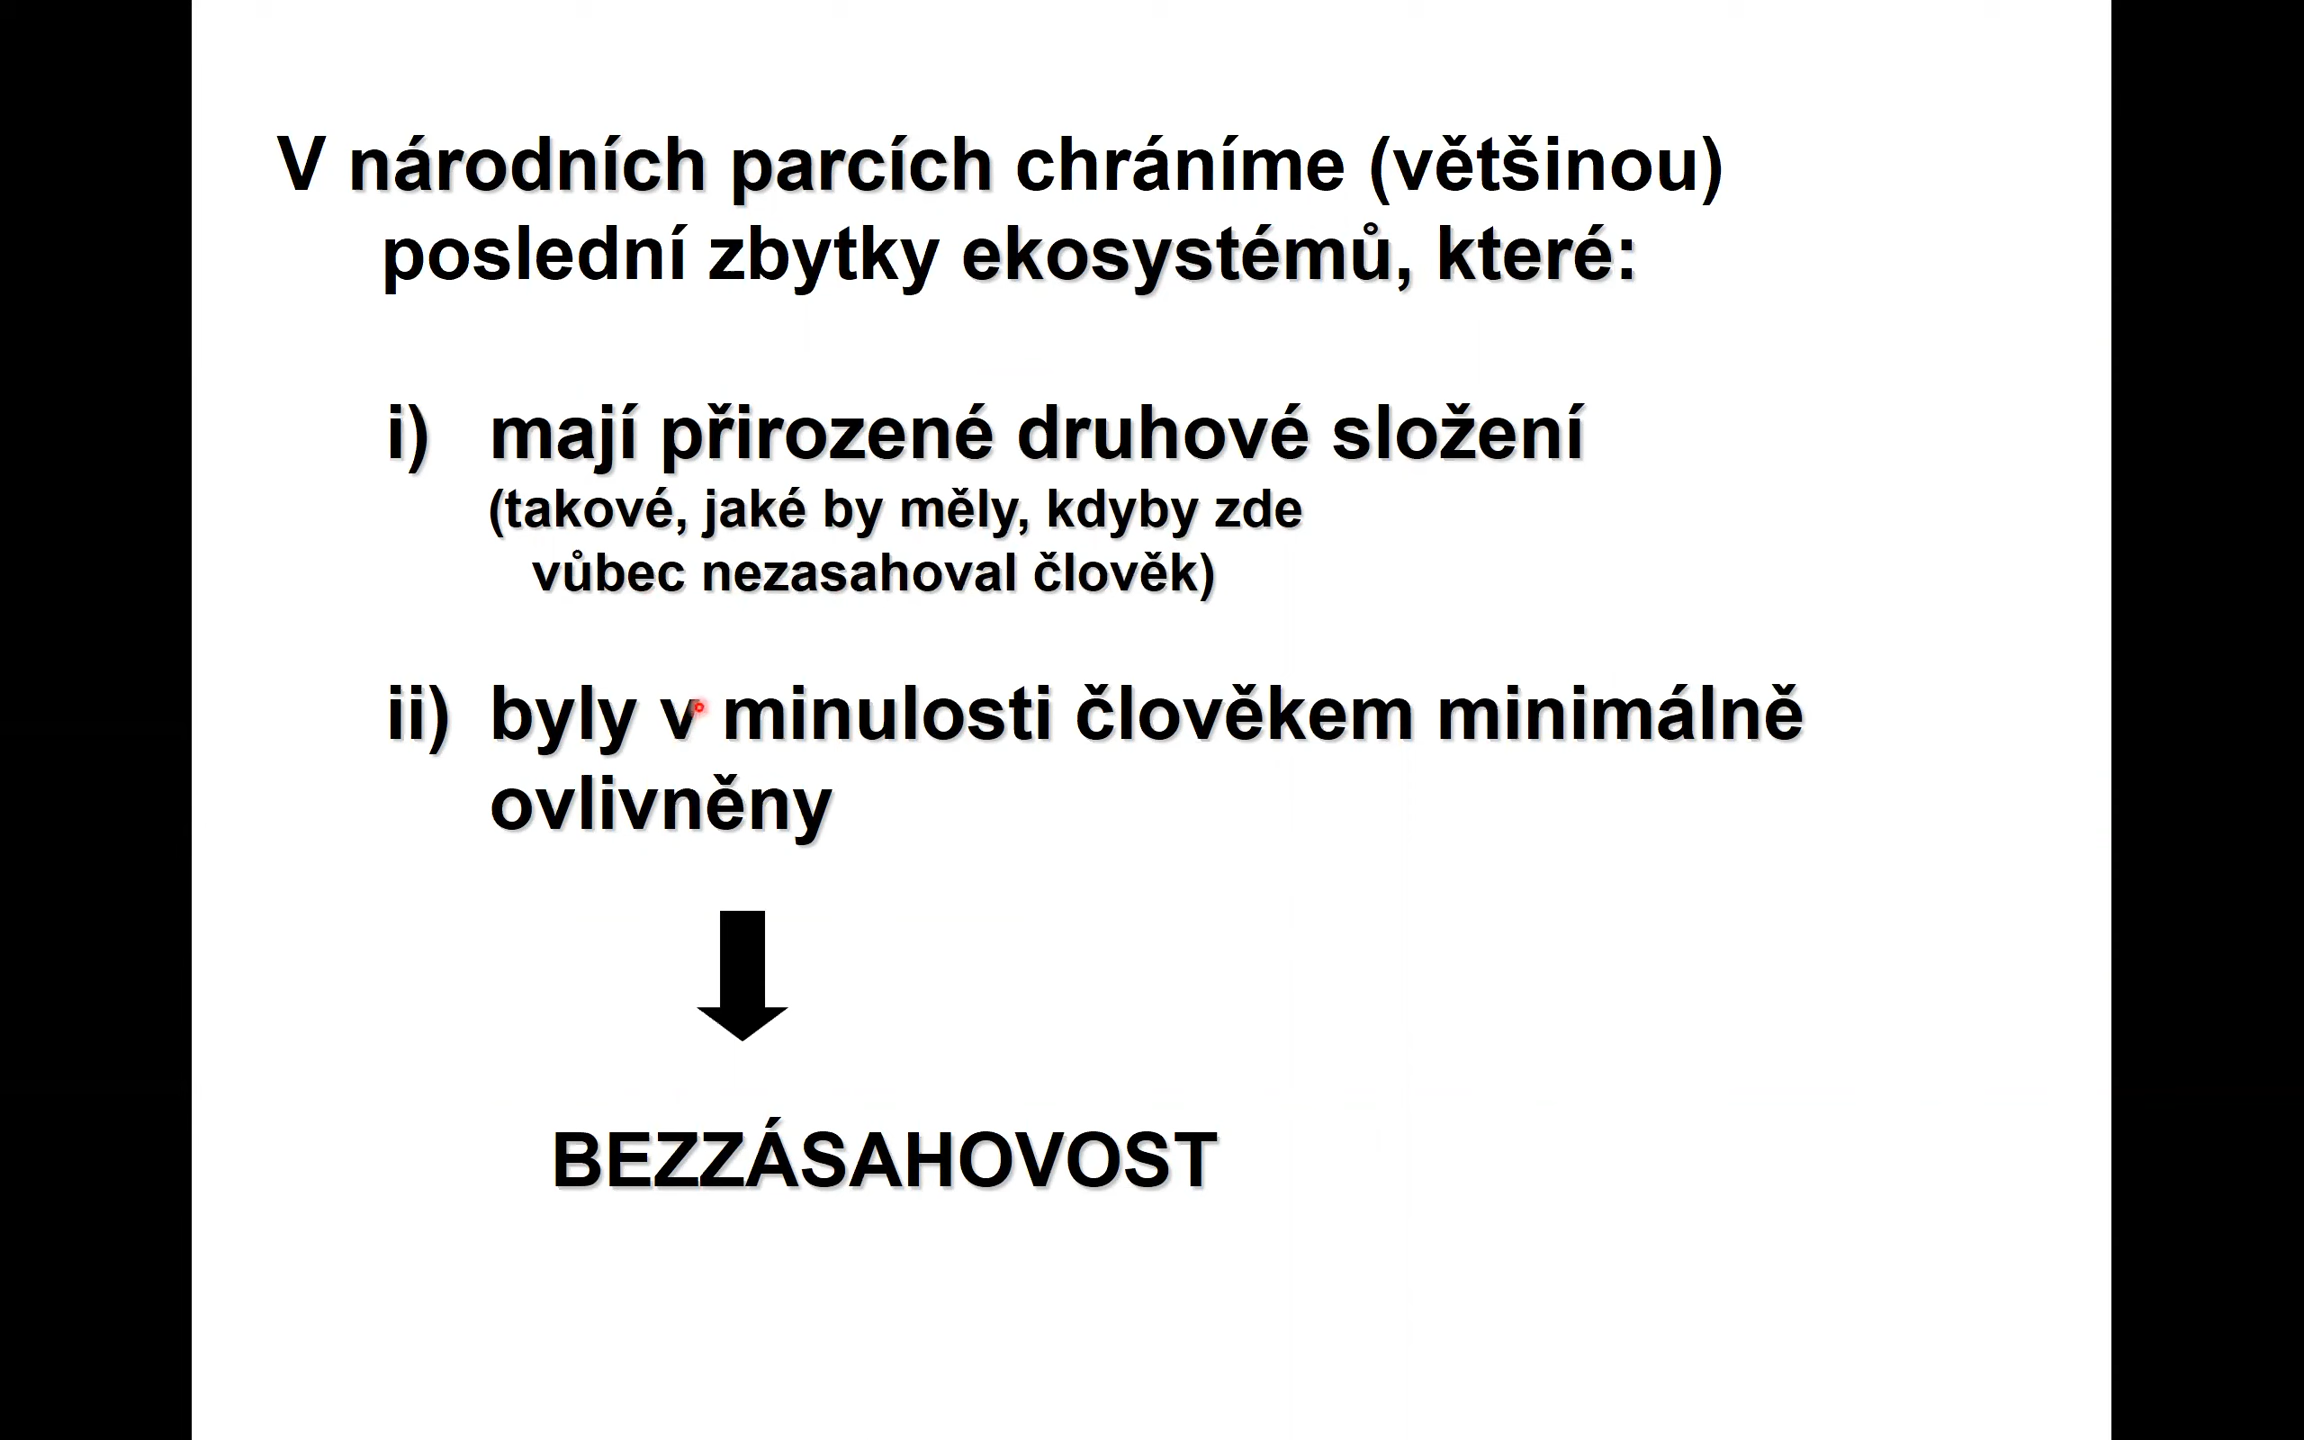 V národních parcích chráníme (většinou)
poslední zbytky ekosystémů, které:
i) mají přirozené druhové složení
(takové, jaké by měly, kdyby zde
vůbec nezasahoval člověk)
ii) byly v minulosti člověkem minimálně
ovlivněny
BEZZÁSAHOVOST